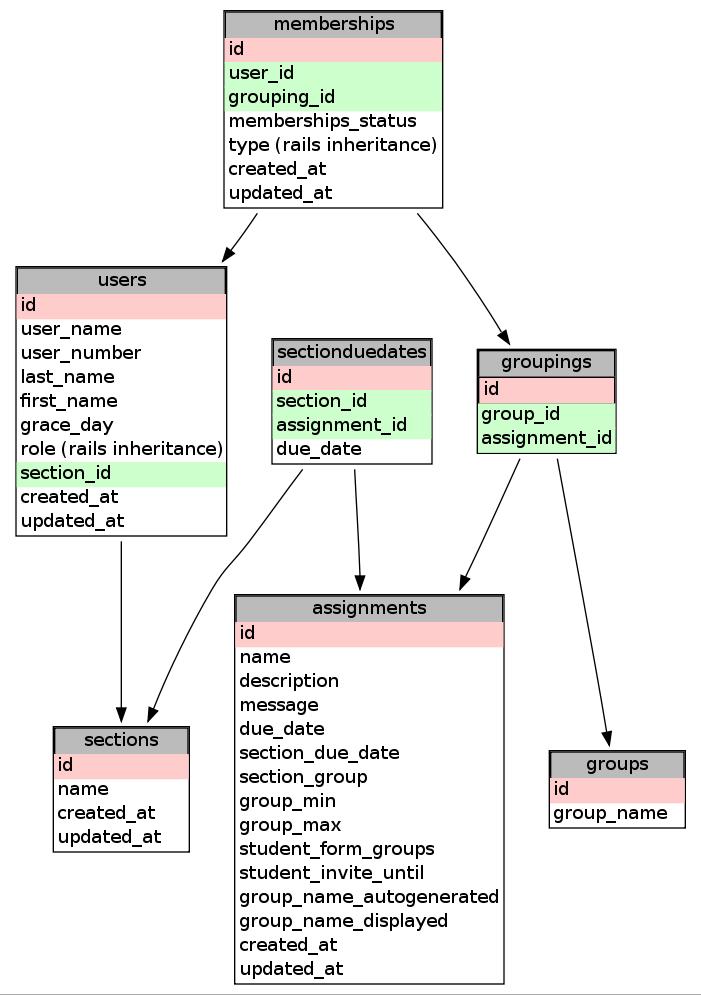 memberships
id
user_id
grouping_id
memberships_status
type (rails inheritance)
created_at
updated_at
users
id
user_name
user_number
last_name
first_name
grace_day
role (rails inheritance)
section_id
created_at
updated_at
sectionduedates
id
section_id
assignment_id
due_date
groupings
id
group_id
assignment_id
assignments
id
name
description
message
due_date
section_due_date
section_group
group_min
group_max
student_form_groups
student_invite_until
group_name_autogenerated
group_name_displayed
created_at
updated_at
sections
id
name
created_at
updated_at
groups
id
group_name